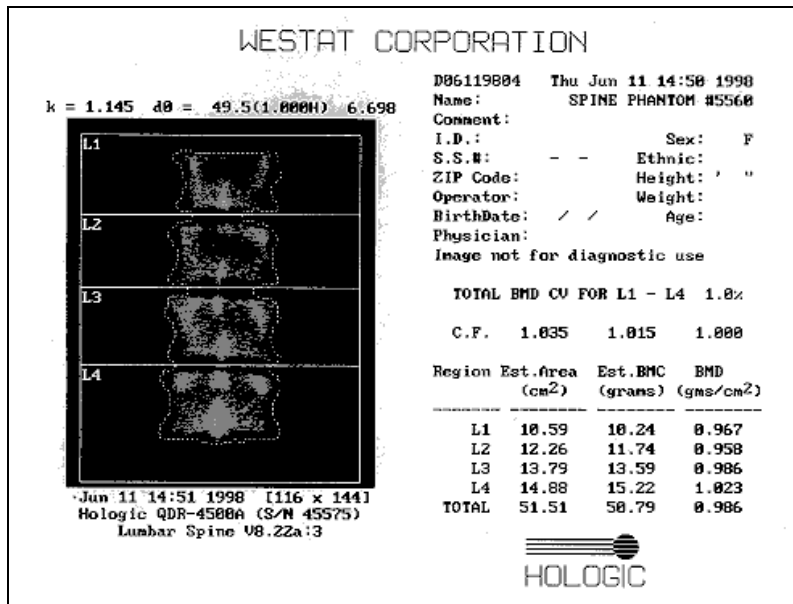 WESTAT CORPORATION
k = 1.145 d0 = 49.5(1.000H) 6.698
L1
L2
L3
L4
Jun 11 14:51 1998 [116 x 144]
Hologic QDR-4500A (S/N 45575)
Lumbar Spine V8.22a:3
D06119804 Thu Jun 11 14:50 1998
Name: SPINE PHANTOM #5560
Comment:
I.D.: Sex: F
S.S.#: - - Ethnic:
ZIP Code: Height: ' "
Operator: Weight:
BirthDate: / / Age:
Physician:
Image not for diagnostic use
TOTAL BMD CV FOR L1 - L4 1.0%
C.F. 1.035 1.015 1.000
Region Est.Area Est.BMC BMD
(cm2) (grams) (gms/cm2)
L1 10.59 10.24 0.967
L2 12.26 11.74 0.958
L3 13.79 13.59 0.986
L4 14.88 15.22 1.023
TOTAL 51.51 50.79 0.986
HOLOGIC